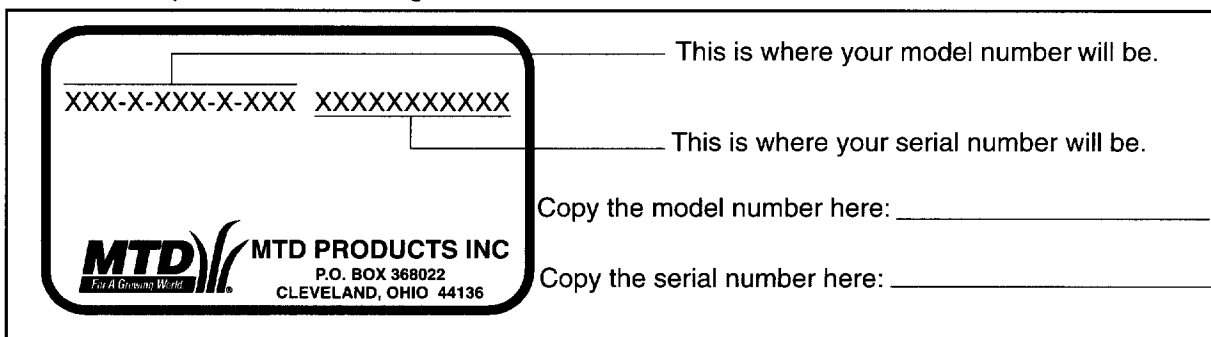 This is where your model number will be.
XXX-X-XXX-X-XXX XXXXXXXXXXX
This is where your serial number will be.
Copy the model number here:
MTD
For A Growing World.
MTD PRODUCTS INC
P.O. BOX 368022
CLEVELAND, OHIO 44136
Copy the serial number here: